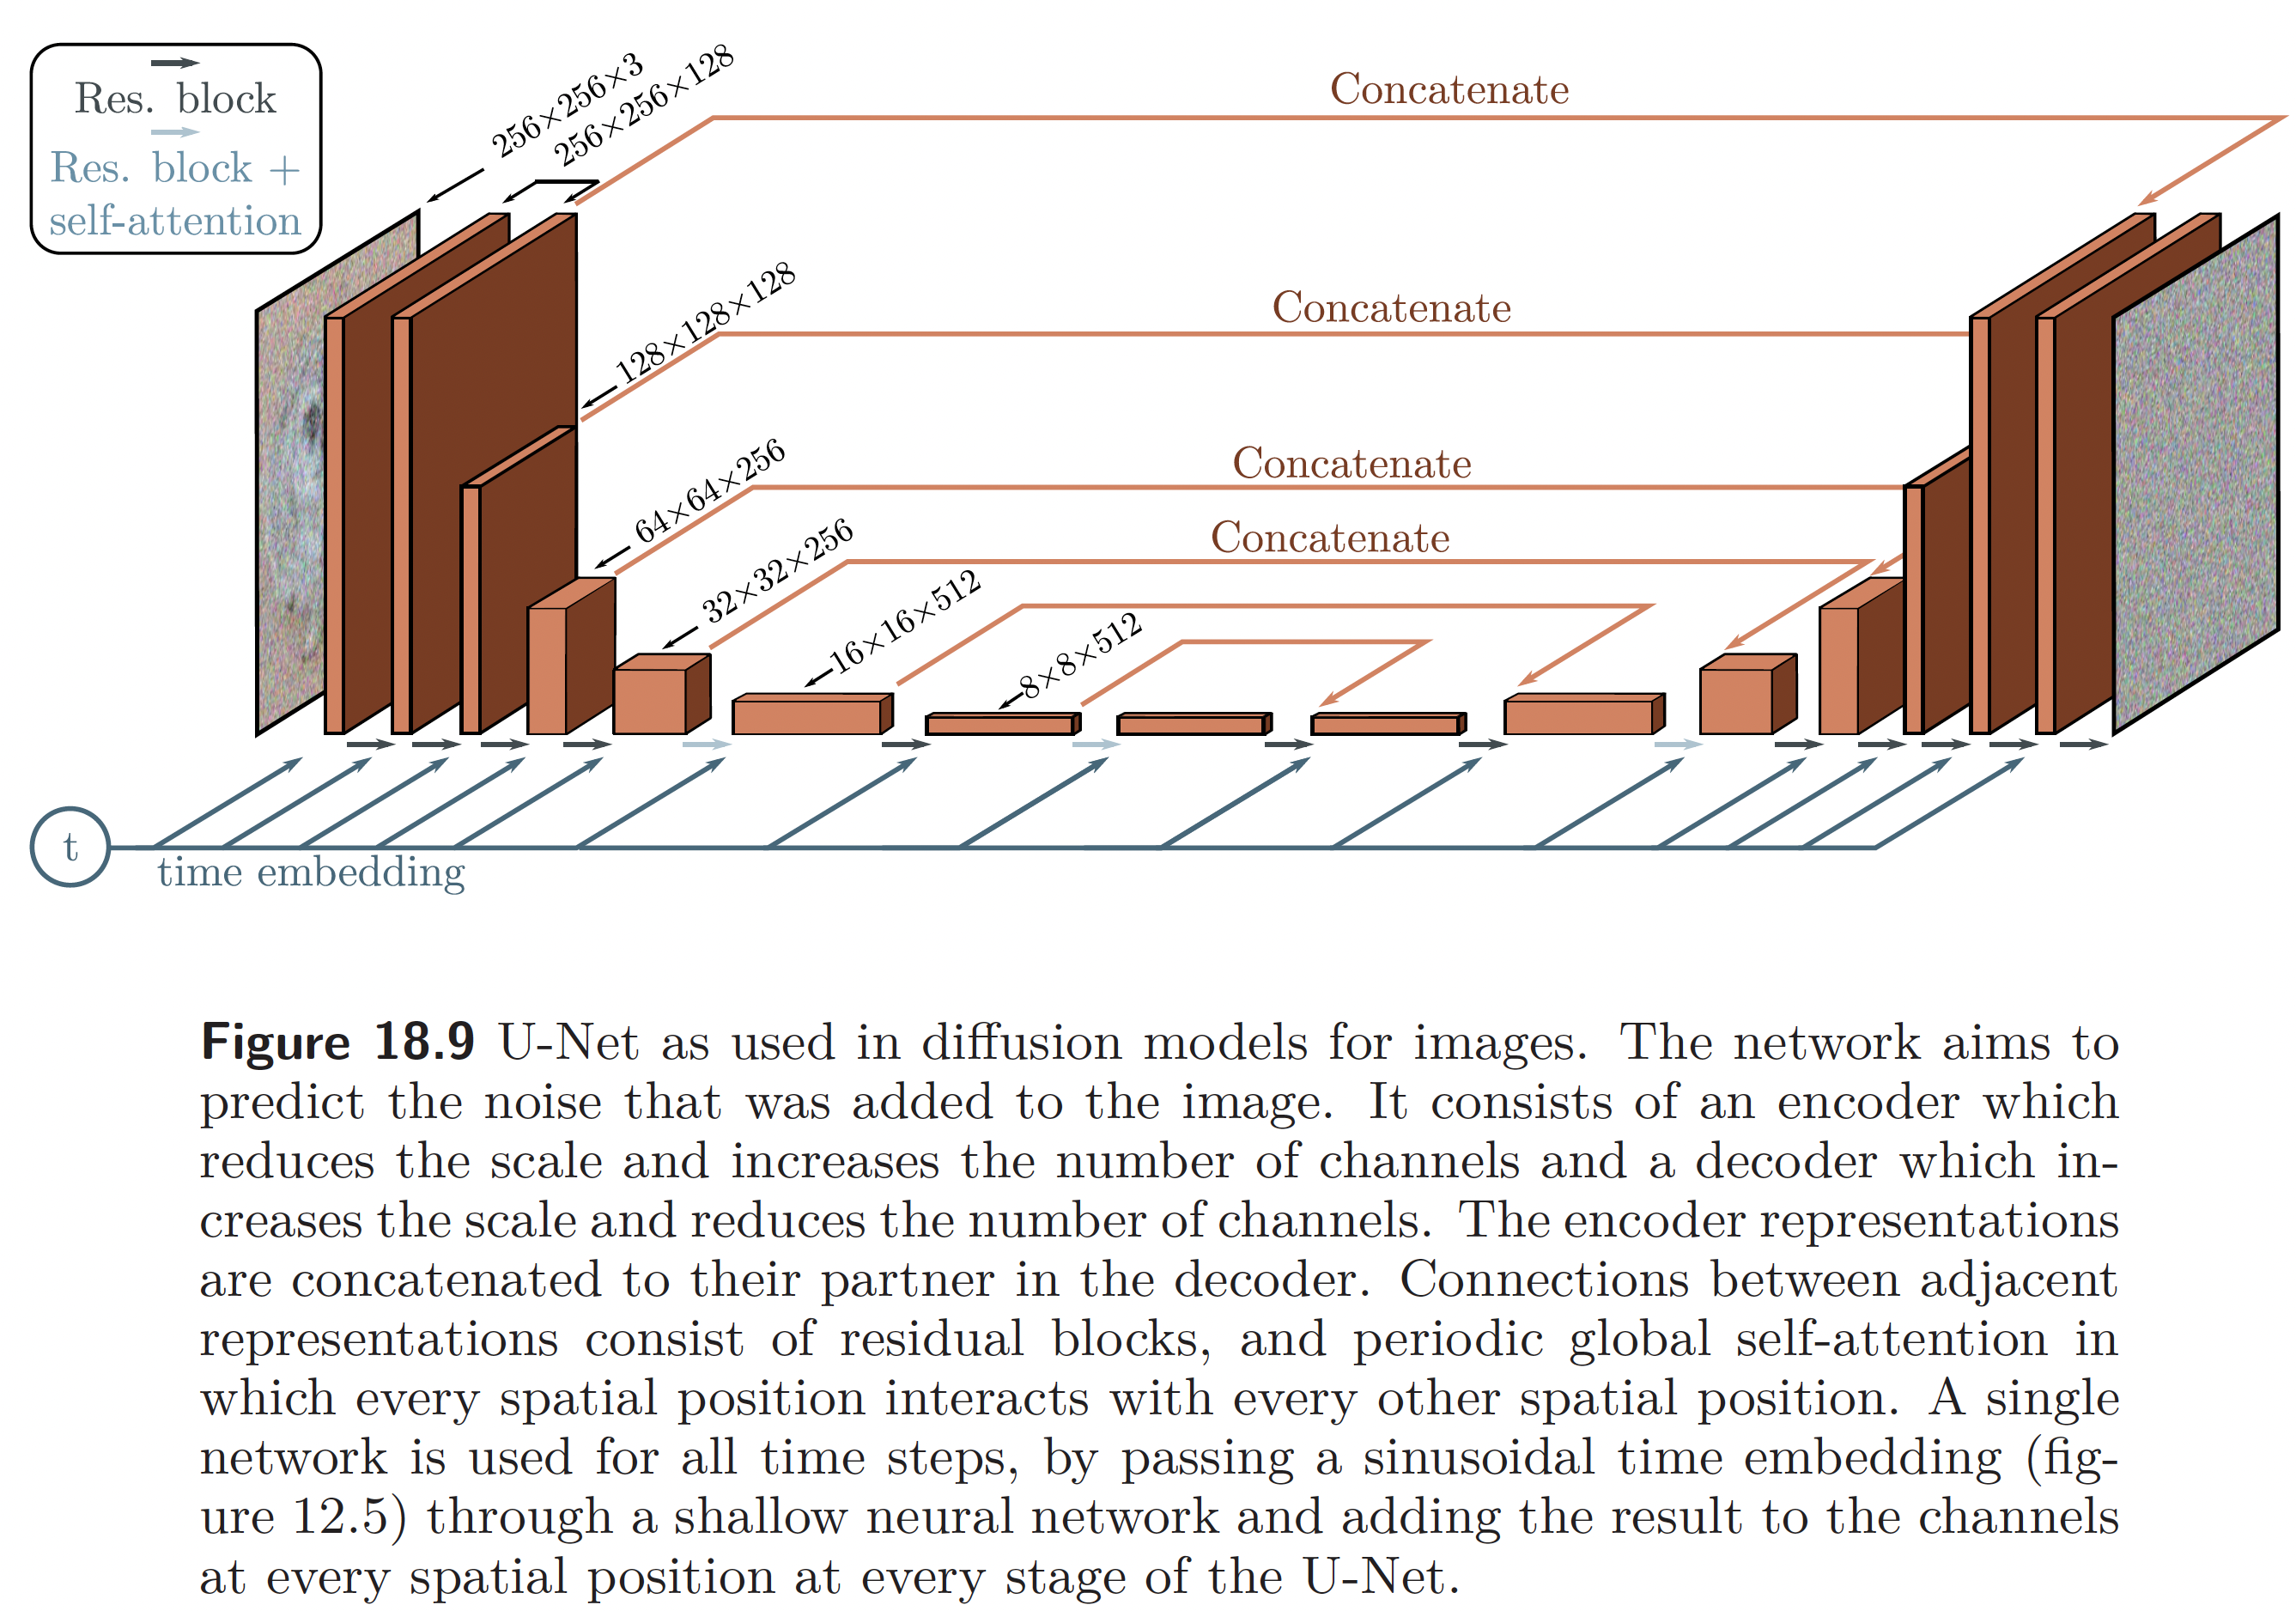 Res. block
Res. block +
self-attention
256×256×3
256×256×128
Concatenate
128×128×128
Concatenate
64×64×256
Concatenate
32×32×256
Concatenate
16×16×512
8×8×512
t
time embedding
Figure 18.9 U-Net as used in diffusion models for images. The network aims to
predict the noise that was added to the image. It consists of an encoder which
reduces the scale and increases the number of channels and a decoder which in-
creases the scale and reduces the number of channels. The encoder representations
are concatenated to their partner in the decoder. Connections between adjacent
representations consist of residual blocks, and periodic global self-attention in
which every spatial position interacts with every other spatial position. A single
network is used for all time steps, by passing a sinusoidal time embedding (fig-
ure 12.5) through a shallow neural network and adding the result to the channels
at every spatial position at every stage of the U-Net.